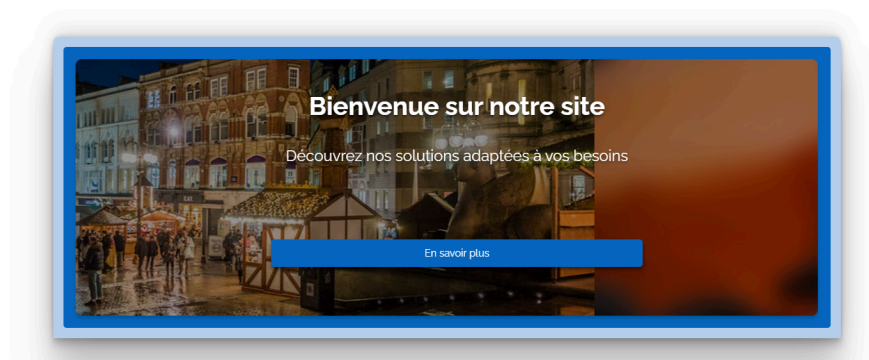 Bienvenue sur notre site
Découvrez nos solutions adaptées à vos besoins
En savoir plus